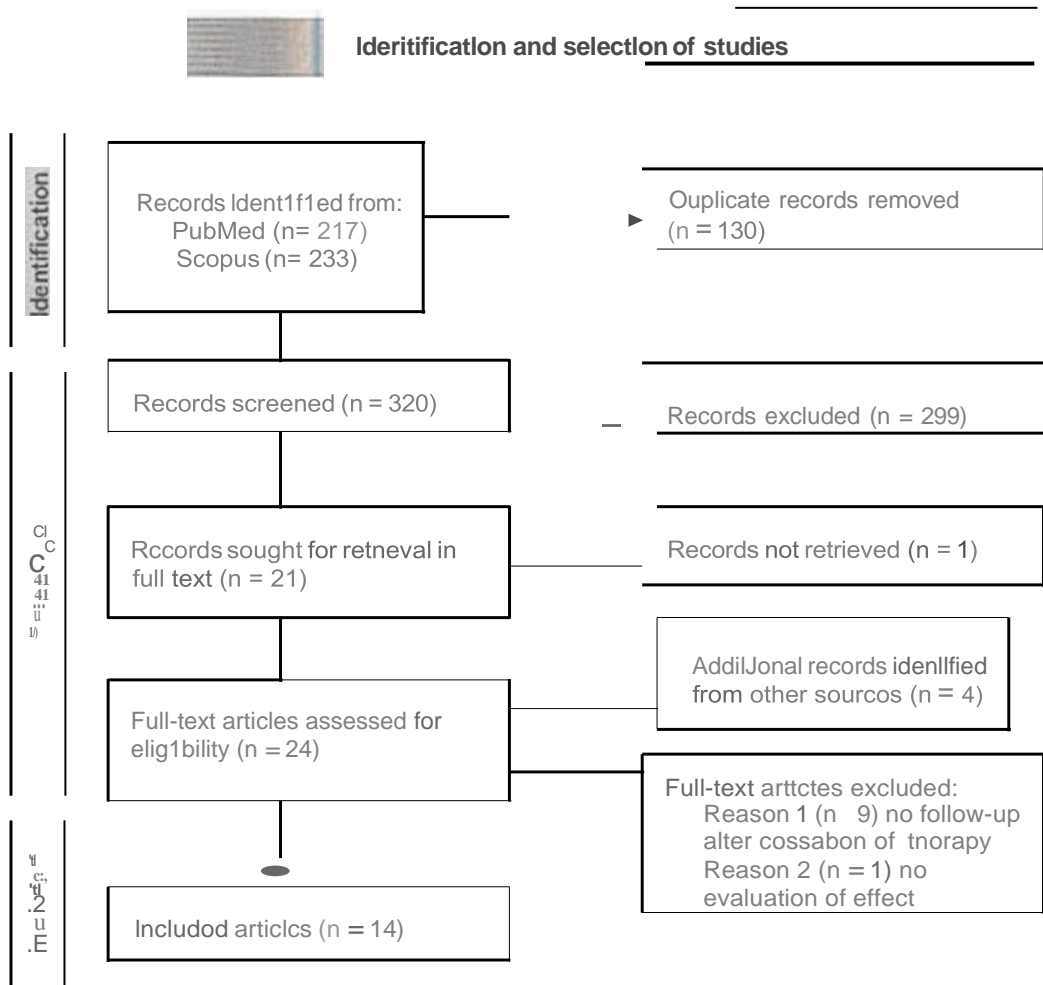 Ideritificatlon and selectlon of studies
Identification
Records ldent1f1ed from:
PubMed (n= 217)
Scopus (n= 233)
Ouplicate records removed
(n = 130)
Records screened (n = 320)
Records excluded (n = 299)
Rccords sought for retneval in
full text (n = 21)
Records not retrieved (n = 1)
AddilJonal records idenllfied
from other sourcos (n = 4)
Full-text articles assessed for
elig1bility (n = 24)
Full-text arttctes excluded:
Reason 1 (n 9) no follow-up
alter cossabon of tnorapy
Reason 2 (n = 1) no
evaluation of effect
lncludod articlcs (n = 14)